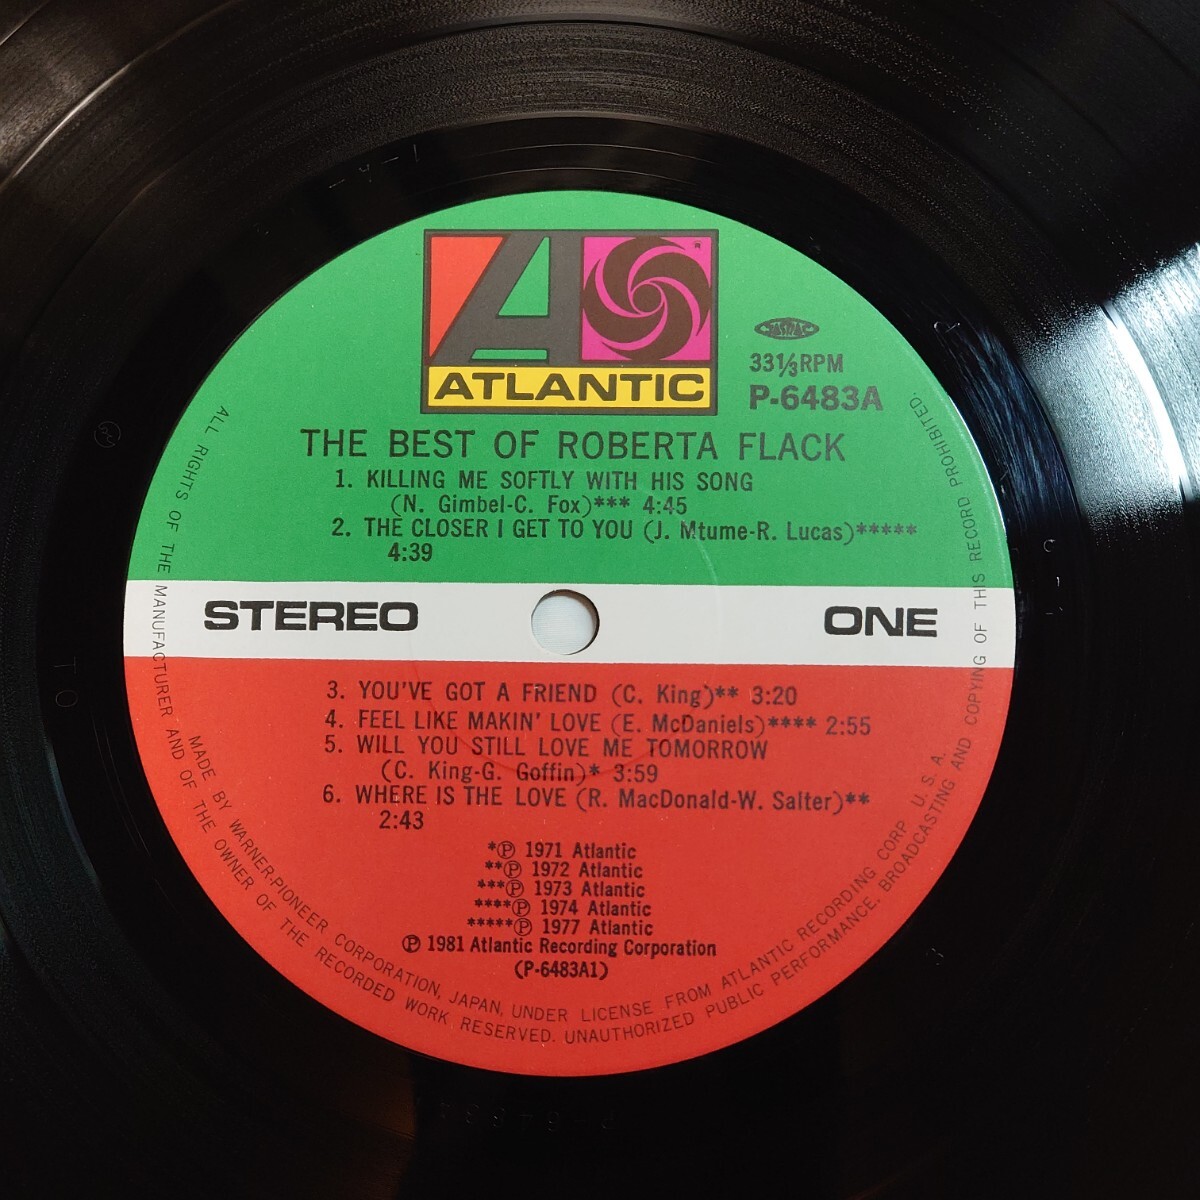 ATLANTIC
JASRAC
33⅓RPM
P-6483A
THE BEST OF ROBERTA FLACK
1. KILLING ME SOFTLY WITH HIS SONG
(N. Gimbel-C. Fox)*** 4:45
2. THE CLOSER I GET TO YOU (J. Mtume-R. Lucas)*****
4:39
STEREO
ONE
3. YOU'VE GOT A FRIEND (C. King)** 3:20
4. FEEL LIKE MAKIN' LOVE (E. McDaniels)**** 2:55
5. WILL YOU STILL LOVE ME TOMORROW
(C. King-G. Goffin)* 3:59
6. WHERE IS THE LOVE (R. MacDonald-W. Salter)**
2:43
*Ⓟ 1971 Atlantic
**Ⓟ 1972 Atlantic
***Ⓟ 1973 Atlantic
****Ⓟ 1974 Atlantic
*****Ⓟ 1977 Atlantic
Ⓟ 1981 Atlantic Recording Corporation
(P-6483A1)
MADE BY WARNER-PIONEER CORPORATION, JAPAN, UNDER LICENSE FROM ATLANTIC RECORDING CORP. U. S. A.
ALL RIGHTS OF THE MANUFACTURER AND OF THE OWNER OF THE RECORDED WORK RESERVED. UNAUTHORIZED PUBLIC PERFORMANCE, BROADCASTING AND COPYING OF THIS RECORD PROHIBITED.